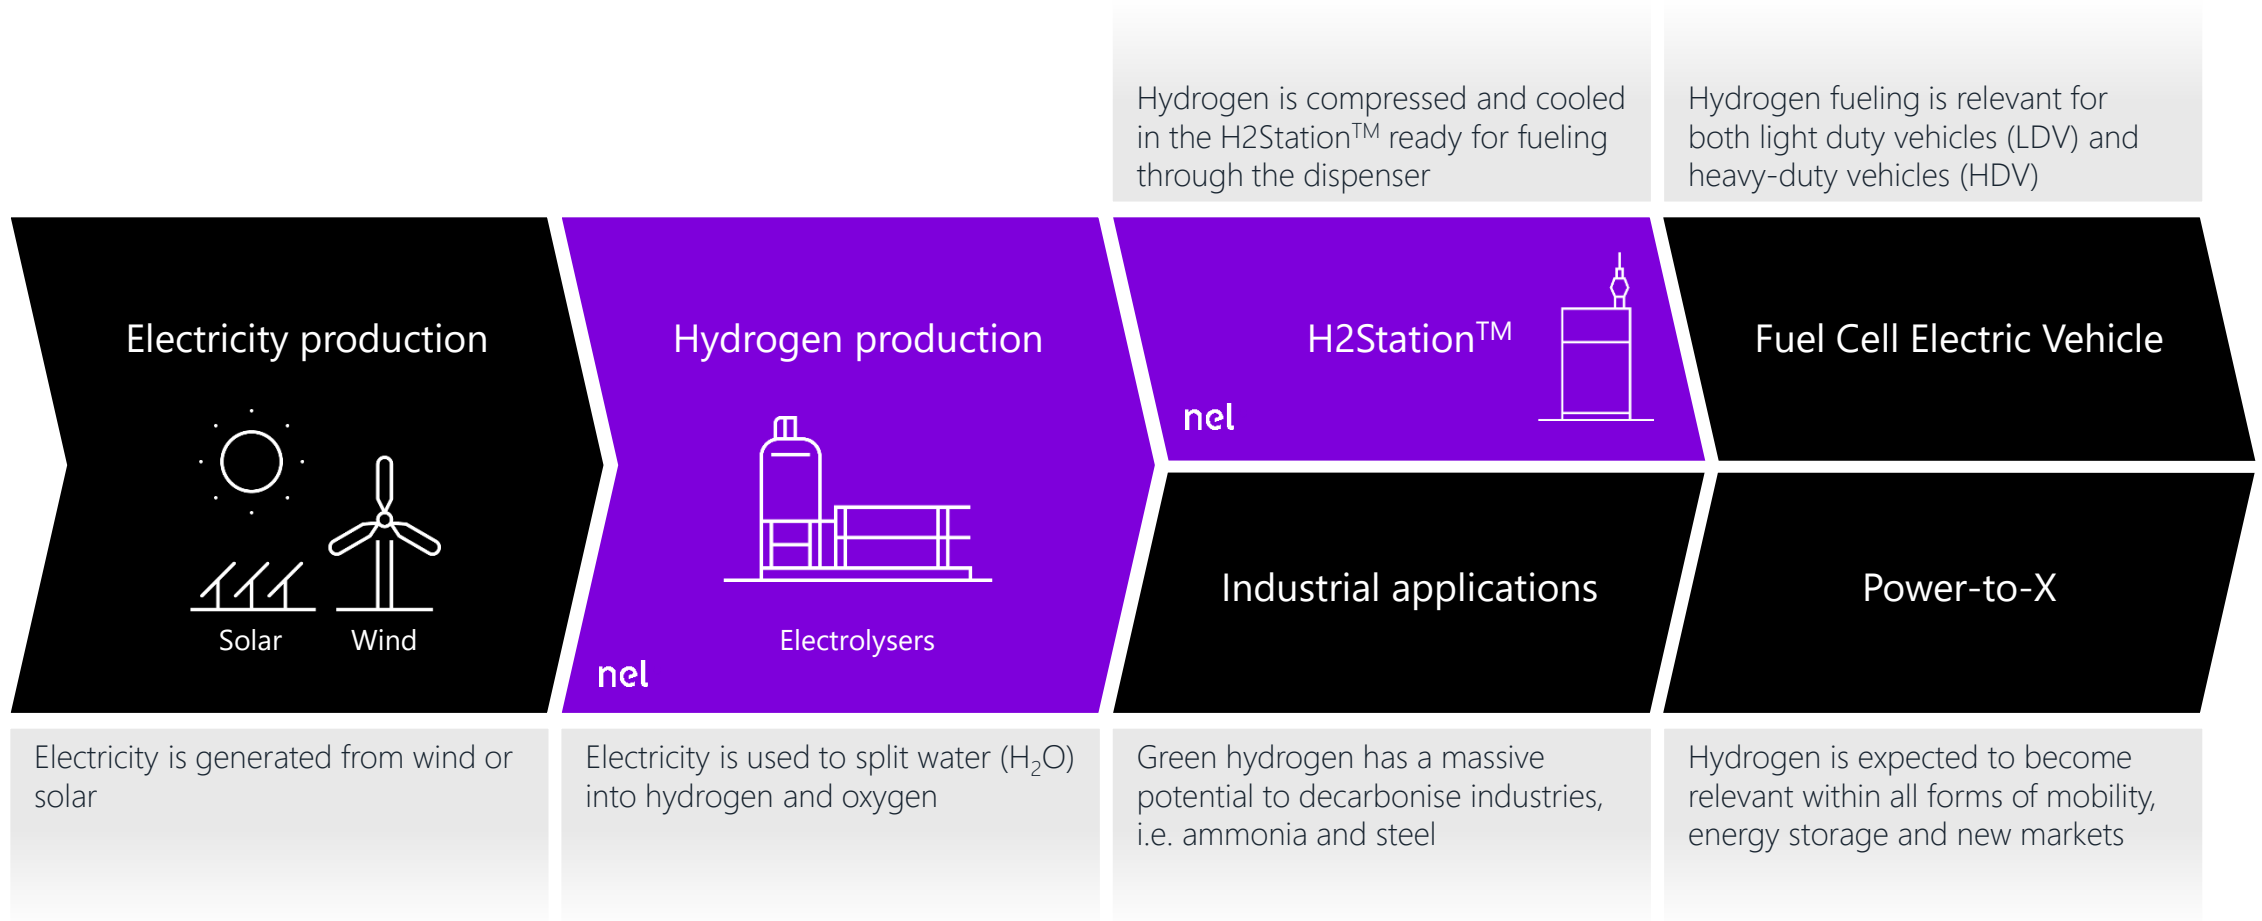 Hydrogen is compressed and cooled
in the H2Station™ ready for fueling
through the dispenser
Hydrogen fueling is relevant for
both light duty vehicles (LDV) and
heavy-duty vehicles (HDV)
Electricity production
Solar
Wind
Hydrogen production
Electrolysers
nel
H2Station™
nel
Fuel Cell Electric Vehicle
Industrial applications
Power-to-X
Electricity is generated from wind or
solar
Electricity is used to split water (H₂O)
into hydrogen and oxygen
Green hydrogen has a massive
potential to decarbonise industries,
i.e. ammonia and steel
Hydrogen is expected to become
relevant within all forms of mobility,
energy storage and new markets